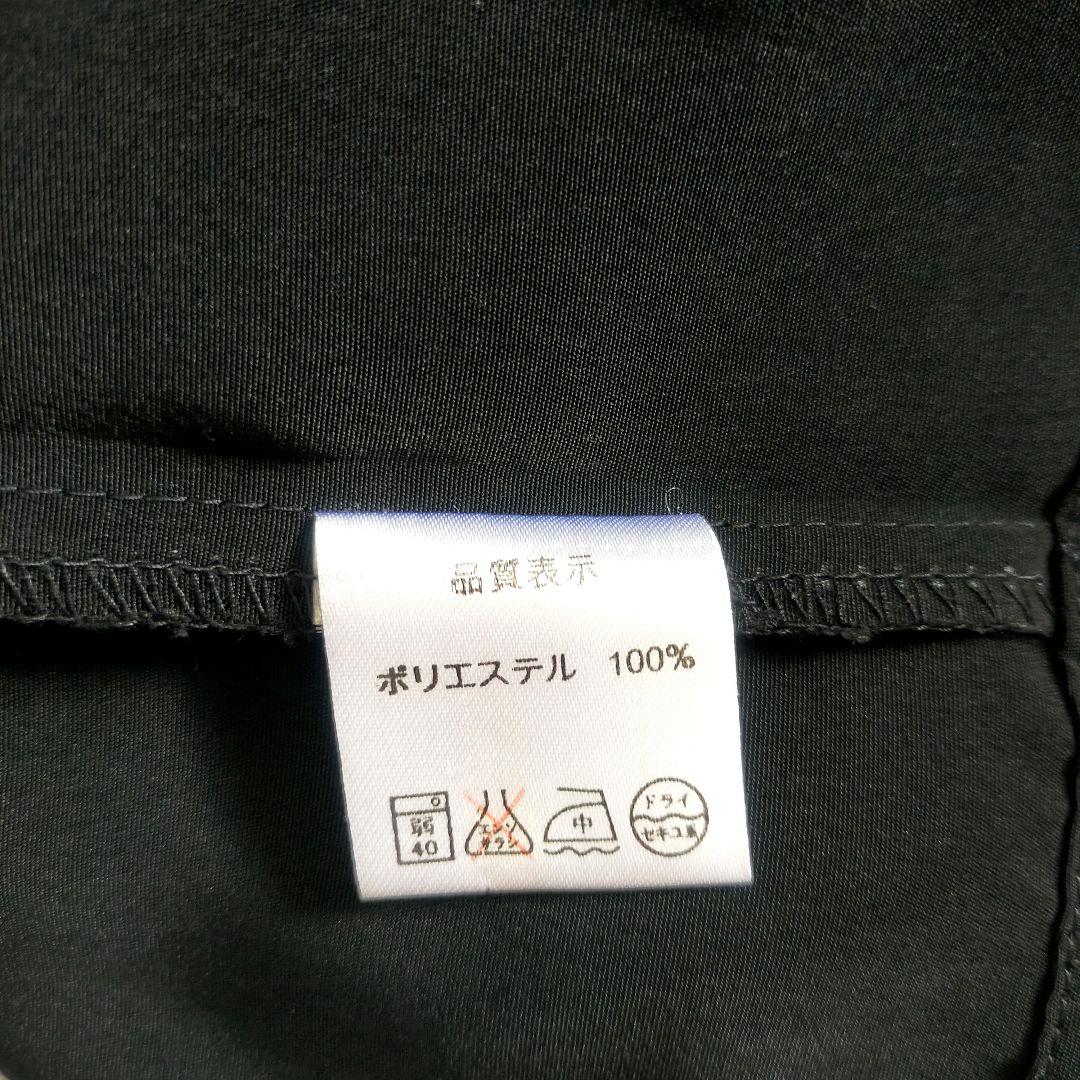 品質表示
ポリエステル 100%
弱
40
エンソ
サラシ
中
ドライ
セキユ系